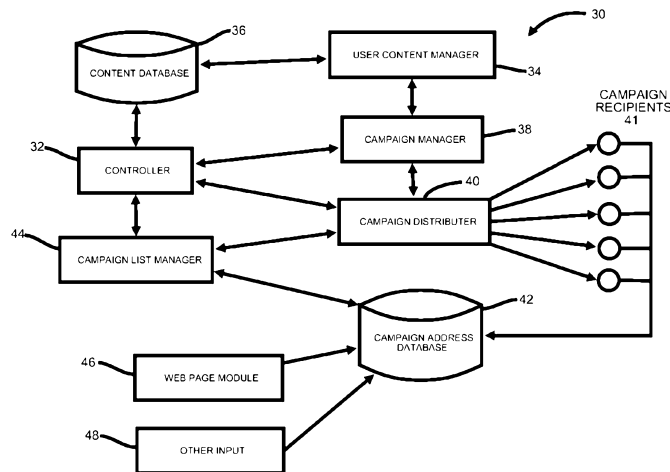 36
30
CONTENT DATABASE
USER CONTENT MANAGER
34
CAMPAIGN
RECIPIENTS
41
32
CONTROLLER
CAMPAIGN MANAGER
38
40
44
CAMPAIGN LIST MANAGER
CAMPAIGN DISTRIBUTER
42
CAMPAIGN ADDRESS
DATABASE
46
WEB PAGE MODULE
48
OTHER INPUT